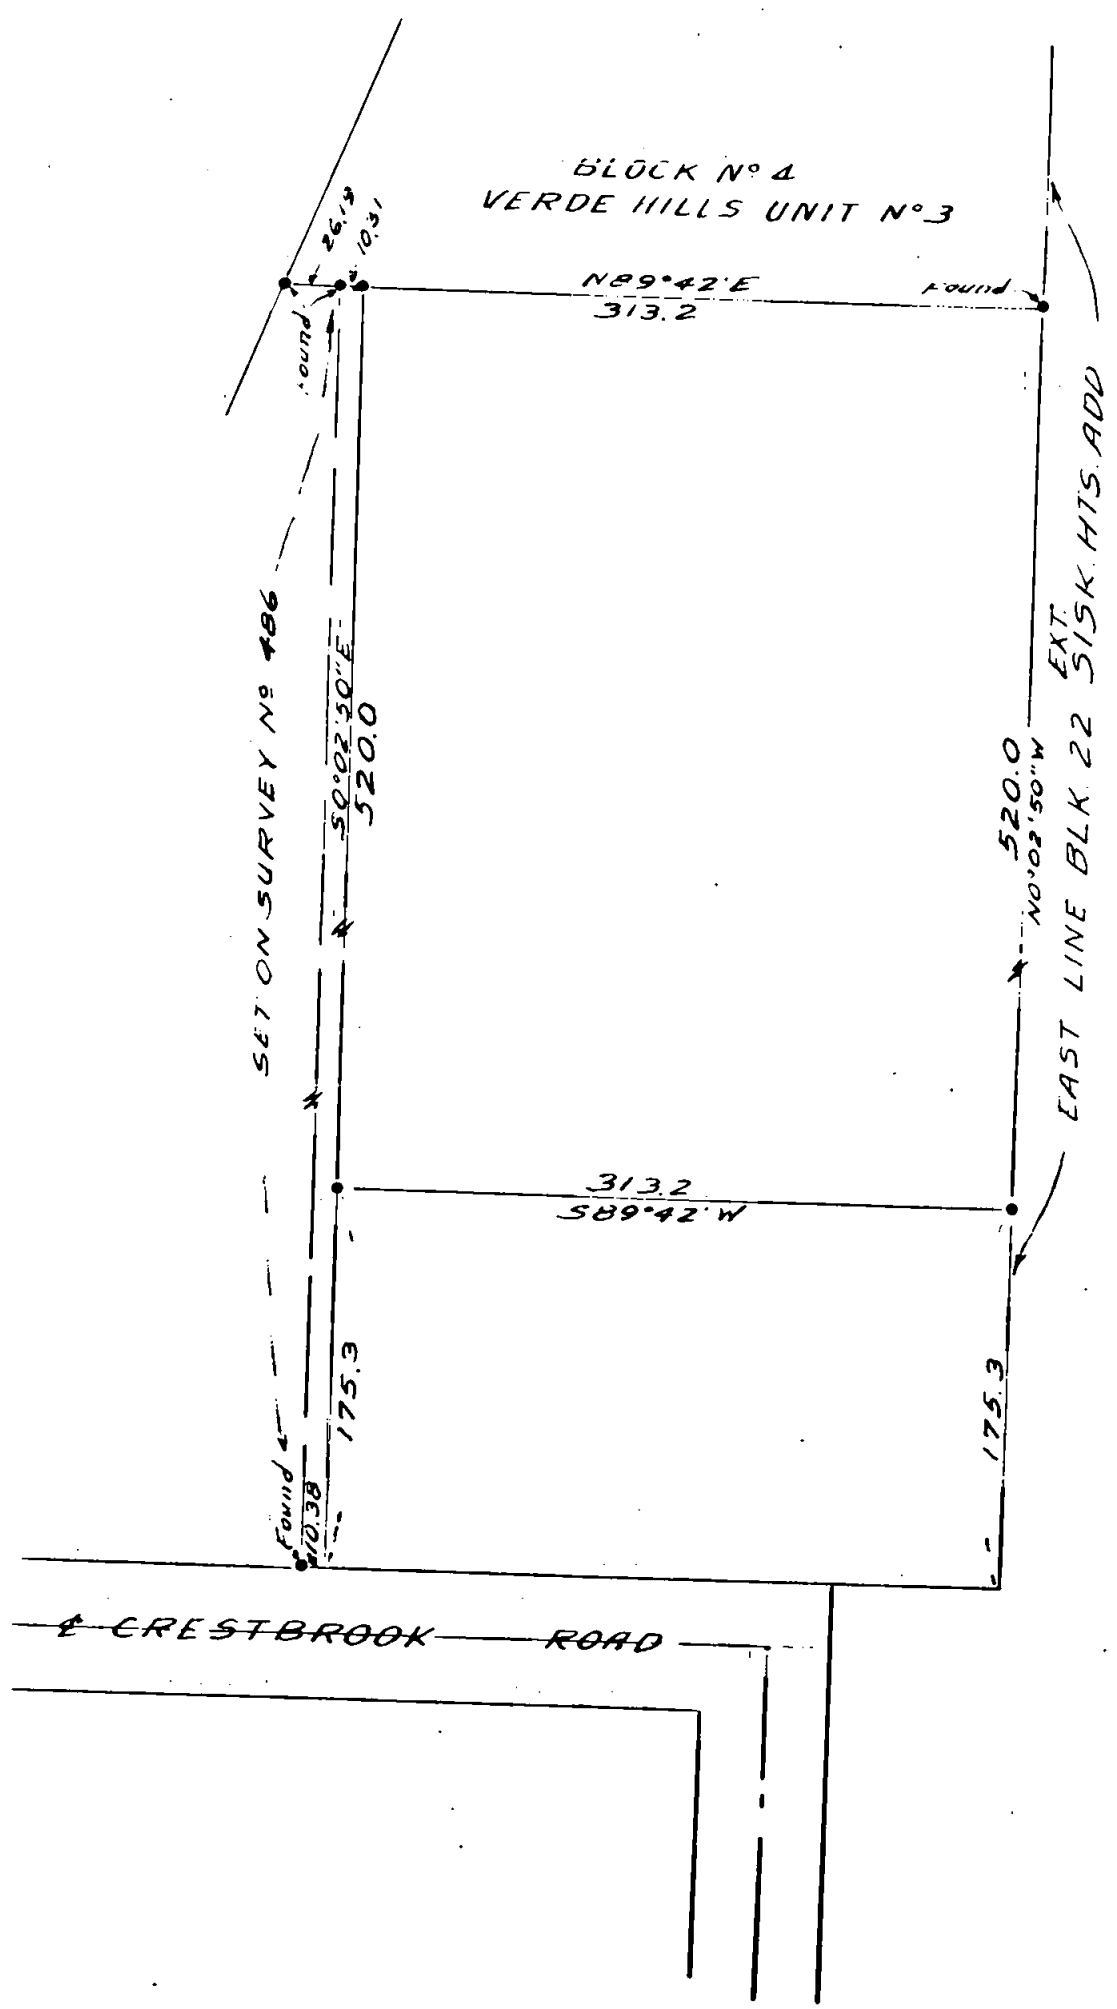 BLOCK Nº 4
VERDE HILLS UNIT Nº 3
26.19
10.31
N89°42'E
313.2
Found
Found
SET ON SURVEY Nº 486
S0°02'50"E
520.0
520.0
N0°02'50"W
EAST LINE BLK. 22 EXT. SISK. HTS. ADD
313.2
S89°42'W
175.3
175.3
Found
10.38
℄ CRESTBROOK ROAD